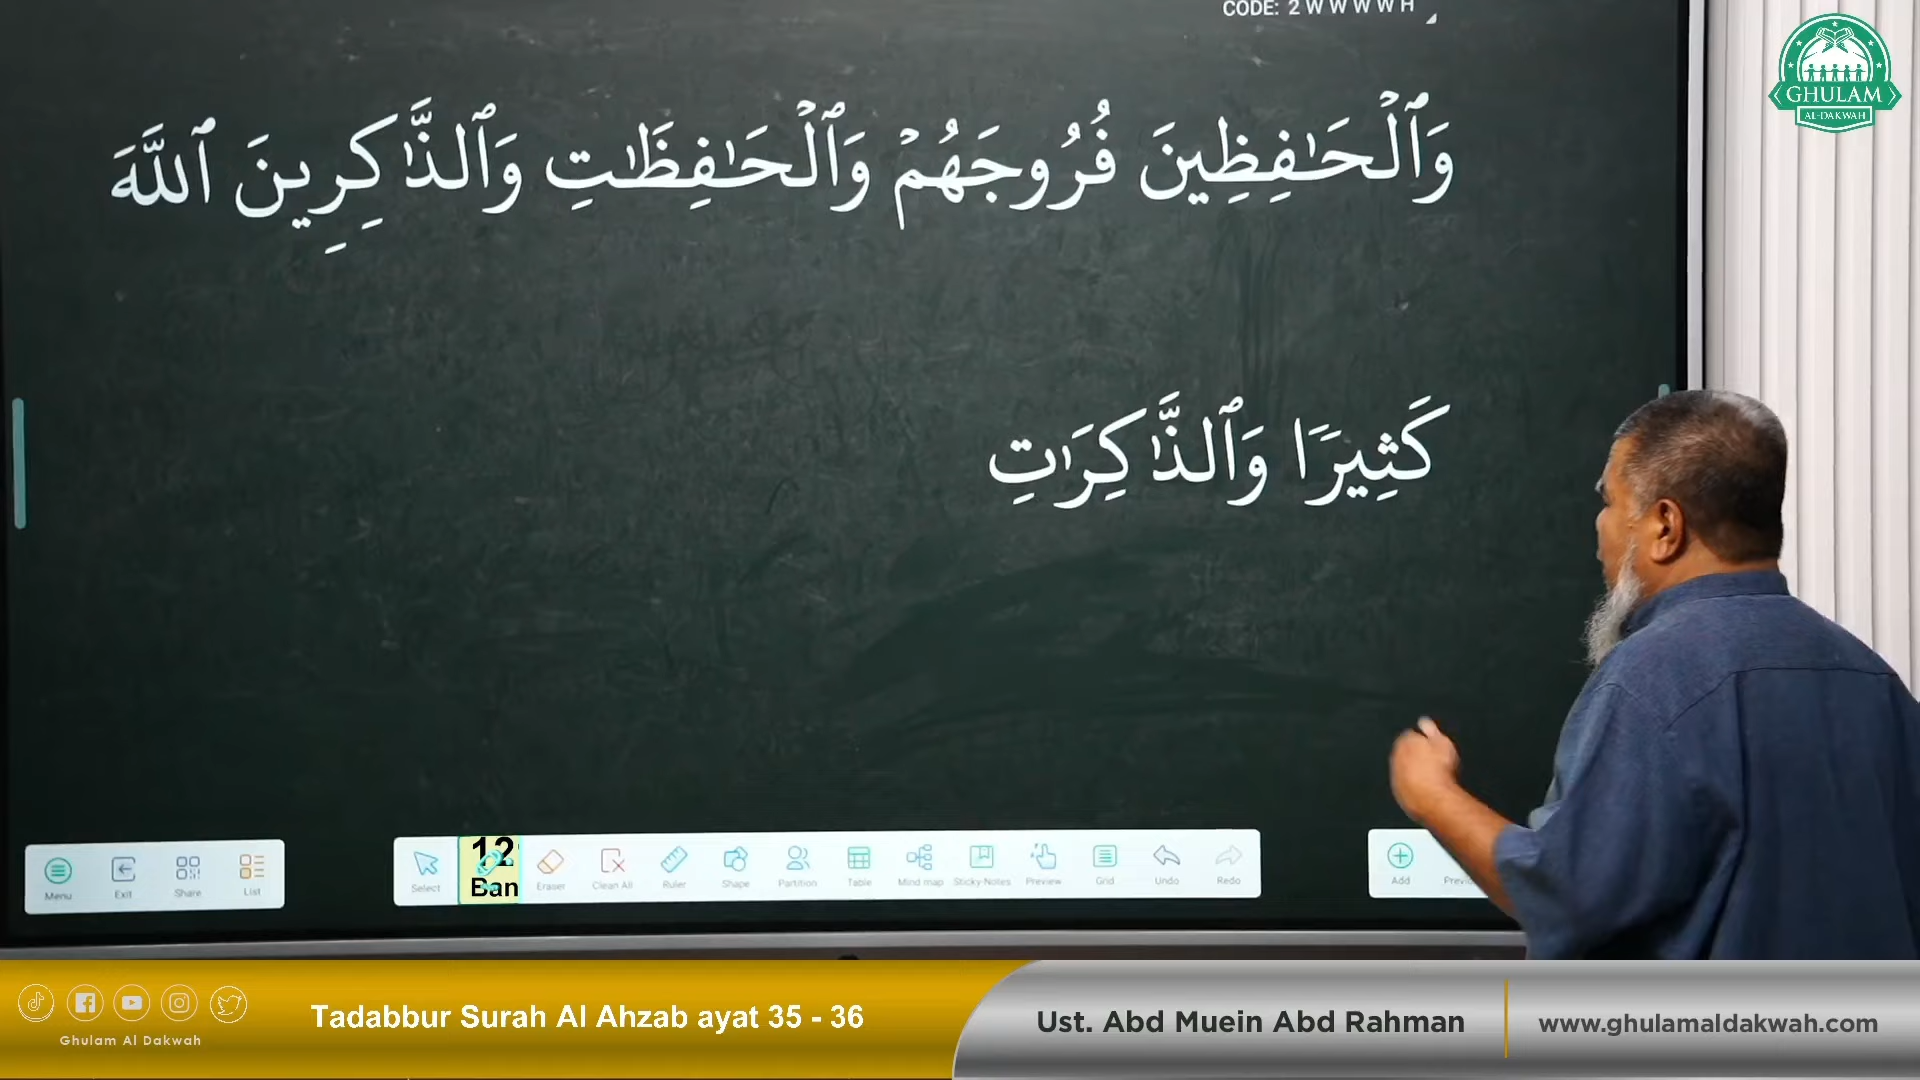 CODE: 2 W W W W H
GHULAM
AL-DAKWAH
وَٱلۡحَـٰفِظِينَ فُرُوجَهُمۡ وَٱلۡحَـٰفِظَـٰتِ وَٱلذَّٰكِرِينَ ٱللَّهَ
كَثِيرٗا وَٱلذَّٰكِرَٰتِ
12
Ban
Menu Exit Share List
Select Eraser Clean All Ruler Shape Partition Table Mind map Sticky-Notes Preview Grid Undo Redo
Add
Ghulam Al Dakwah
Tadabbur Surah Al Ahzab ayat 35 - 36
Ust. Abd Muein Abd Rahman
www.ghulamaldakwah.com